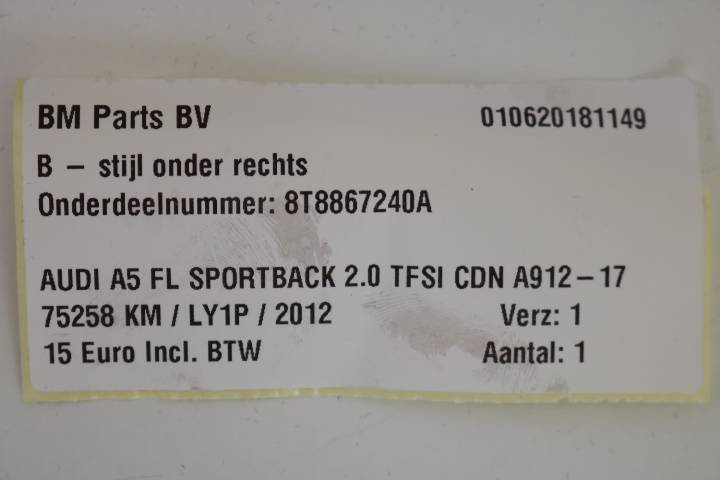 BM Parts BV 010620181149
B – stijl onder rechts
Onderdeelnummer: 8T8867240A
AUDI A5 FL SPORTBACK 2.0 TFSI CDN A912–17
75258 KM / LY1P / 2012 Verz: 1
15 Euro Incl. BTW Aantal: 1